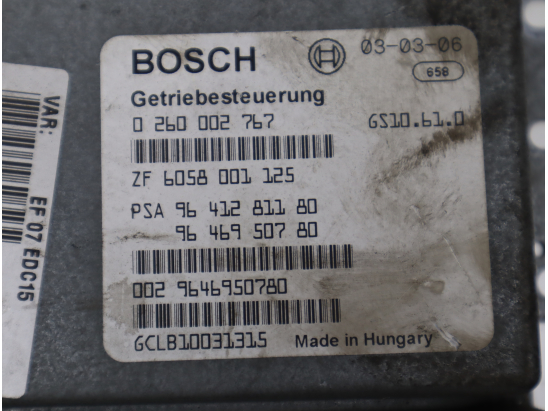 BOSCH 03-03-06
658
Getriebesteuerung
0 260 002 767 GS10.61.0
ZF 6058 001 125
PSA 96 412 811 80
96 469 507 80
002 9646950780
GCLB10031315 Made in Hungary
VAR:
EF 07 EDC15